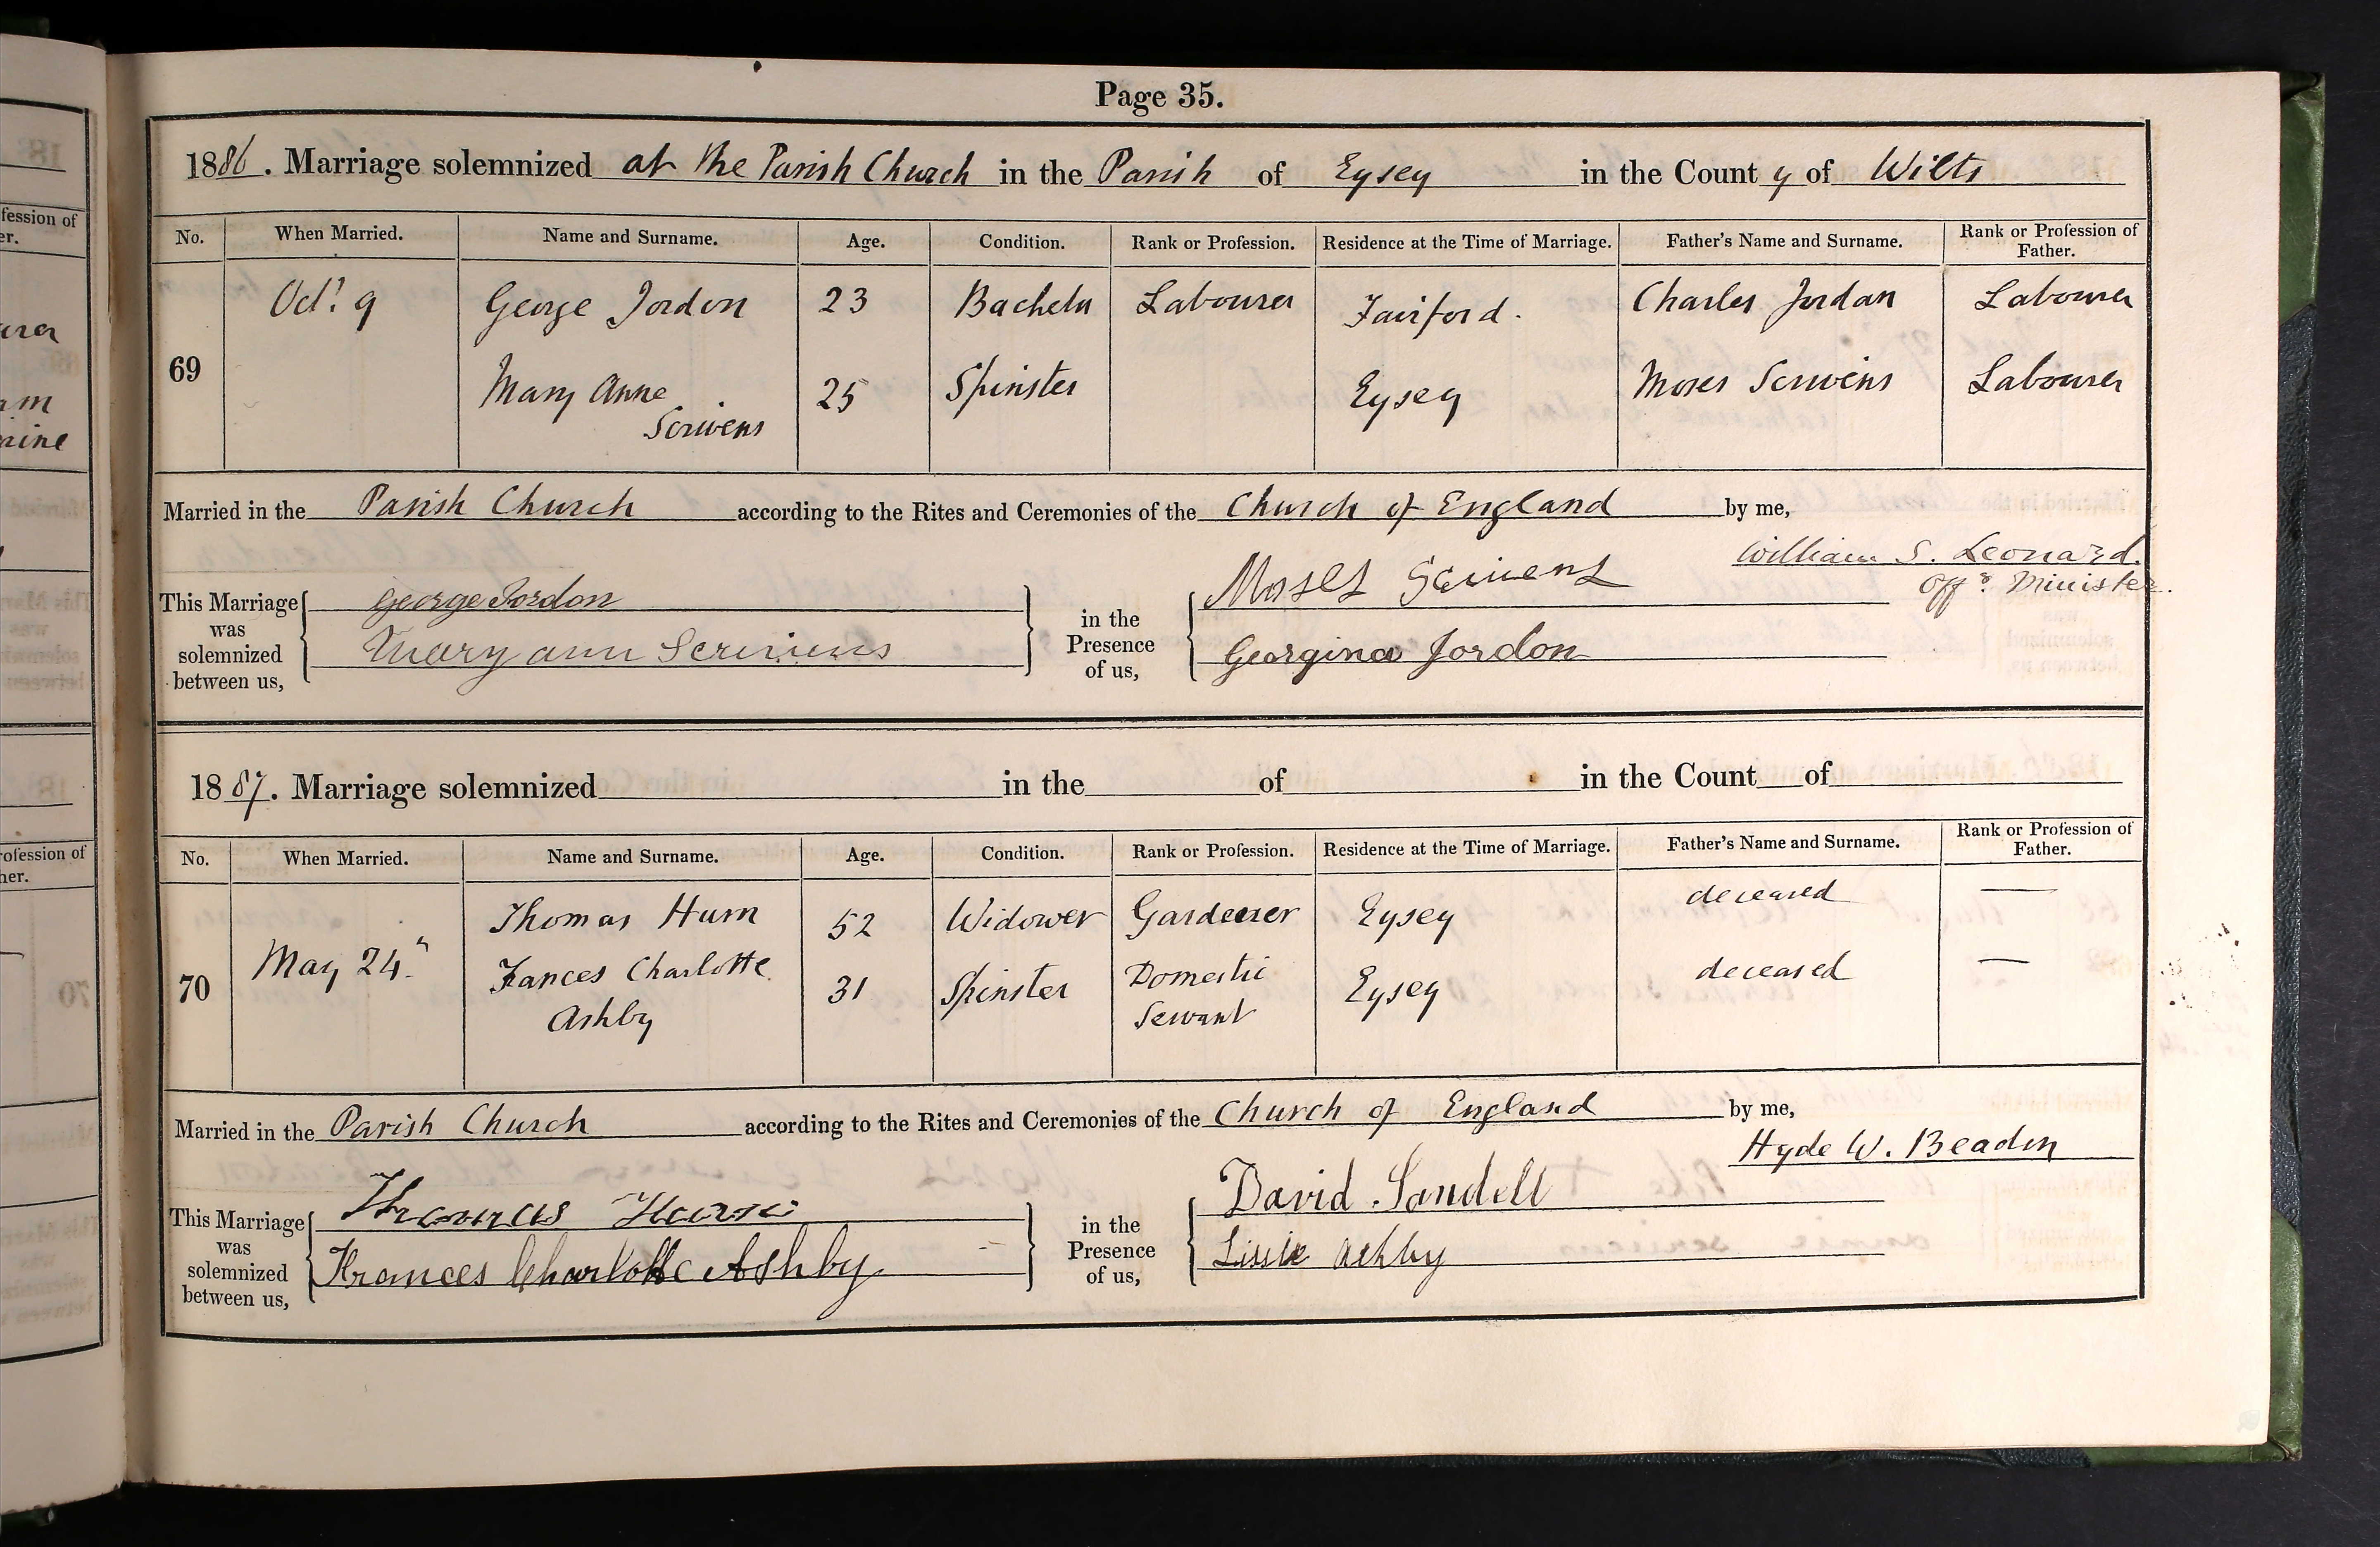 Page 35.
1886. Marriage solemnized at the Parish Church in the Parish of Eysey in the County of Wilts
No. When Married. Name and Surname. Age. Condition. Rank or Profession. Residence at the Time of Marriage. Father's Name and Surname. Rank or Profession of Father.
69 Oct: 9 George Jordon 23 Bachelor Labourer Fairford. Charles Jordan Labourer
Mary Anne Scrivens 25 Spinster Eysey Moses Scrivens Labourer
Married in the Parish Church according to the Rites and Ceremonies of the Church of England by me,
William S. Leonard.
Offg. Minister.
This Marriage was solemnized between us,
George Jordon
Mary ann Scrivens
in the Presence of us,
Moses Scrivens
Georgina Jordon
1887. Marriage solemnized in the of in the Count of
No. When Married. Name and Surname. Age. Condition. Rank or Profession. Residence at the Time of Marriage. Father's Name and Surname. Rank or Profession of Father.
70 May 24th Thomas Hurn 52 Widower Gardener Eysey deceased —
Frances Charlotte Ashby 31 Spinster Domestic Servant Eysey deceased —
Married in the Parish Church according to the Rites and Ceremonies of the Church of England by me,
Hyde W. Beadon
This Marriage was solemnized between us,
Thomas
Frances Charlotte Ashby
in the Presence of us,
David Sandell
Ashby
fession of
er.
rofession of
her.